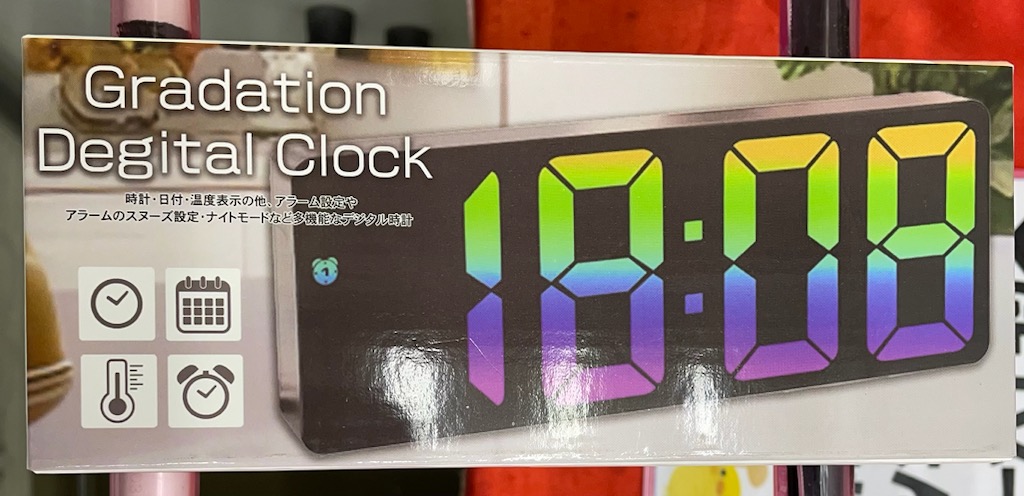 Gradation
Degital Clock
時計・日付・温度表示の他、アラーム設定や
アラームのスヌーズ設定・ナイトモードなど多機能なデジタル時計
1
18:08